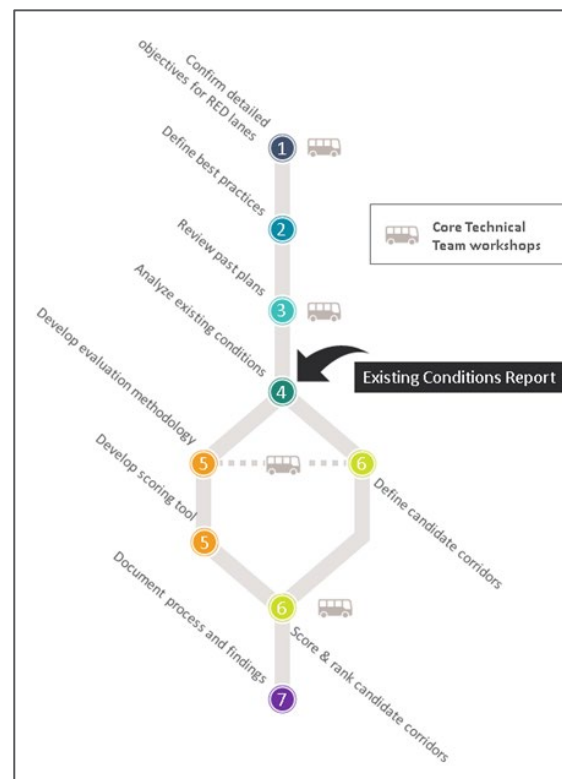 Confirm detailed
objectives for RED lanes
1
Define best practices
2
Core Technical
Team workshops
Review past plans
3
Analyze existing conditions
4
Existing Conditions Report
Develop evaluation methodology
5
6
Define candidate corridors
Develop scoring tool
5
6
Score & rank candidate corridors
Document process and findings
7